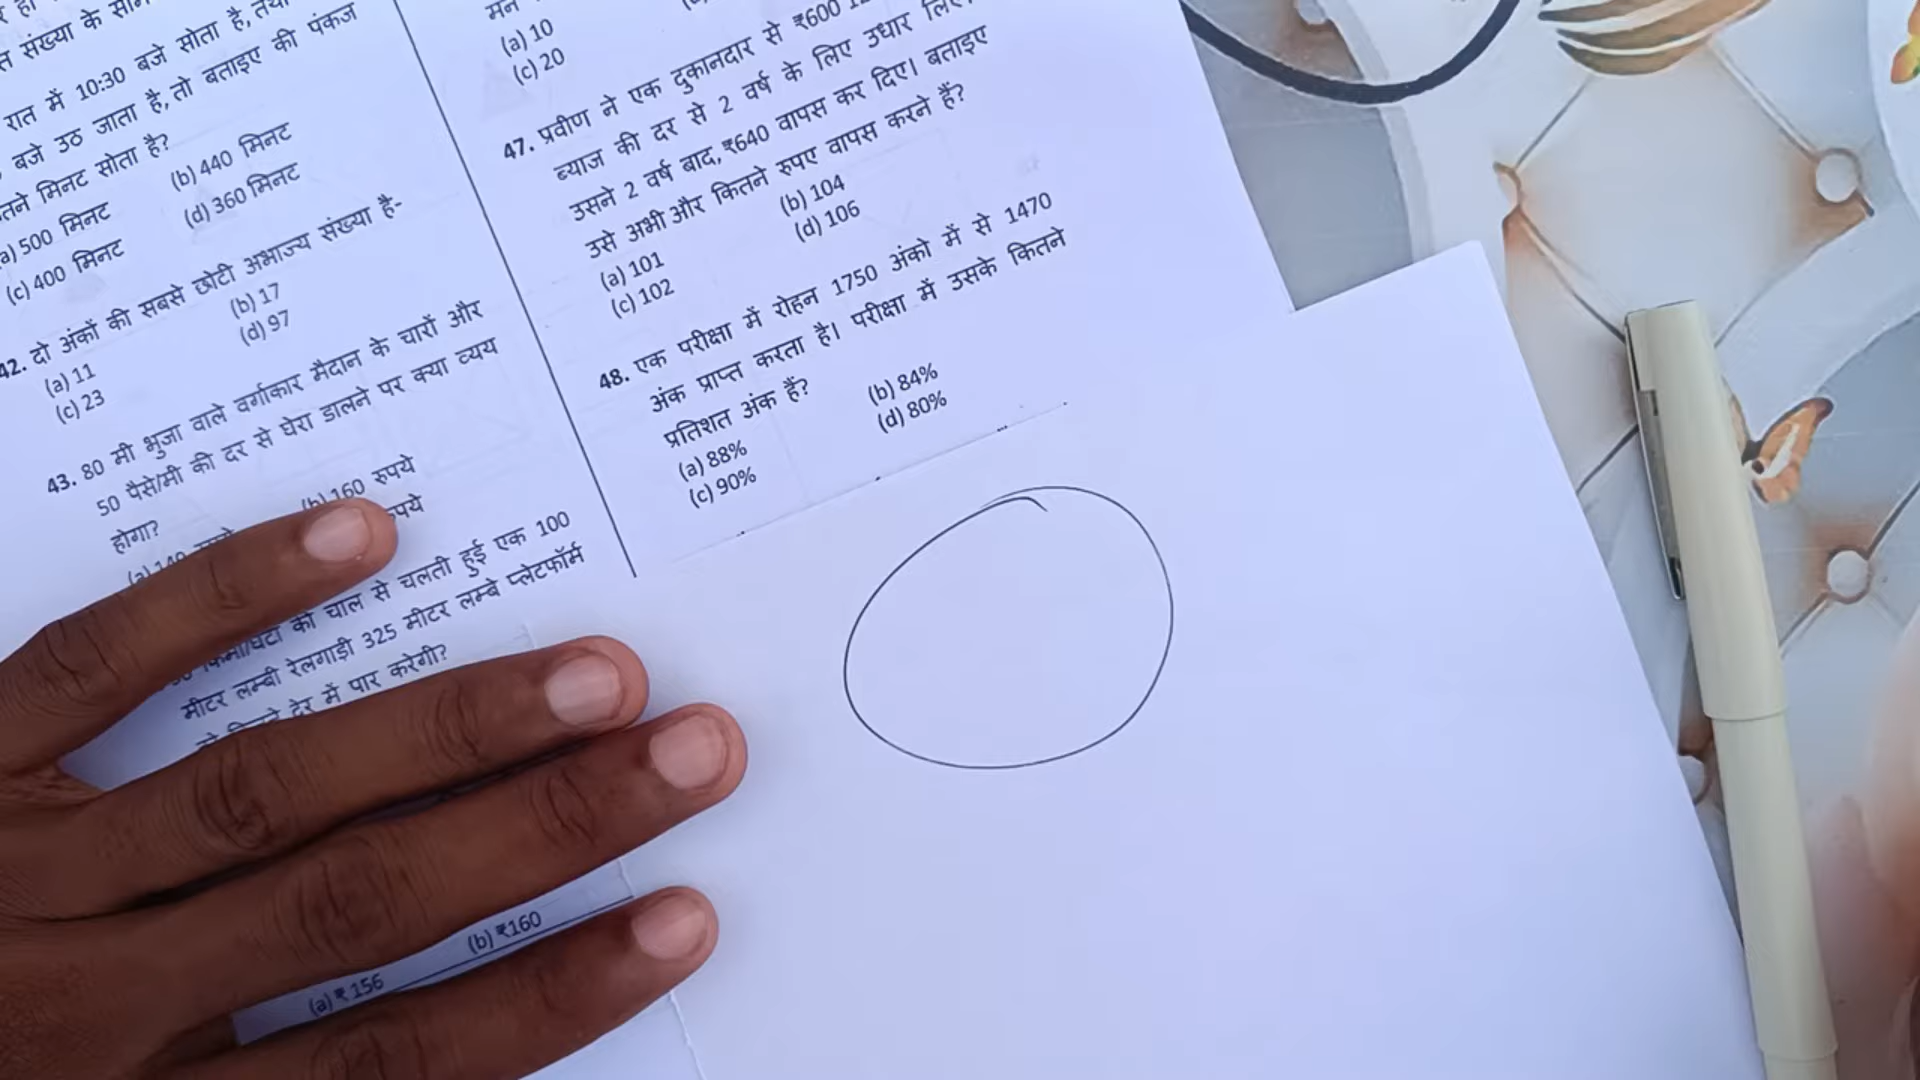 त संख्या के
रात में 10:30 बजे सोता है, तथा
बजे उठ जाता है, तो बताइए की पंकज
तने मिनट सोता है?
(a) 500 मिनट
(b) 440 मिनट
(c) 400 मिनट
(d) 360 मिनट
42. दो अंकों की सबसे छोटी अभाज्य संख्या है-
(a) 11
(b) 17
(c) 23
(d) 97
43. 80 मी भुजा वाले वर्गाकार मैदान के चारों और
50 पैसे/मी की दर से घेरा डालने पर क्या व्यय
होगा?
(b) 160 रुपये
चाल से चलती हुई एक 100
मीटर लम्बी रेलगाड़ी 325 मीटर लम्बे प्लेटफॉर्म
देर में पार करेगी?
(a) ₹ 156
(b) ₹160
(a) 10
(c) 20
47. प्रवीण ने एक दुकानदार से ₹600
ब्याज की दर से 2 वर्ष के लिए उधार लिए
उसने 2 वर्ष बाद, ₹640 वापस कर दिए। बताइए
उसे अभी और कितने रुपए वापस करने हैं?
(a) 101
(b) 104
(c) 102
(d) 106
48. एक परीक्षा में रोहन 1750 अंको में से 1470
अंक प्राप्त करता है। परीक्षा में उसके कितने
प्रतिशत अंक हैं?
(a) 88%
(b) 84%
(c) 90%
(d) 80%